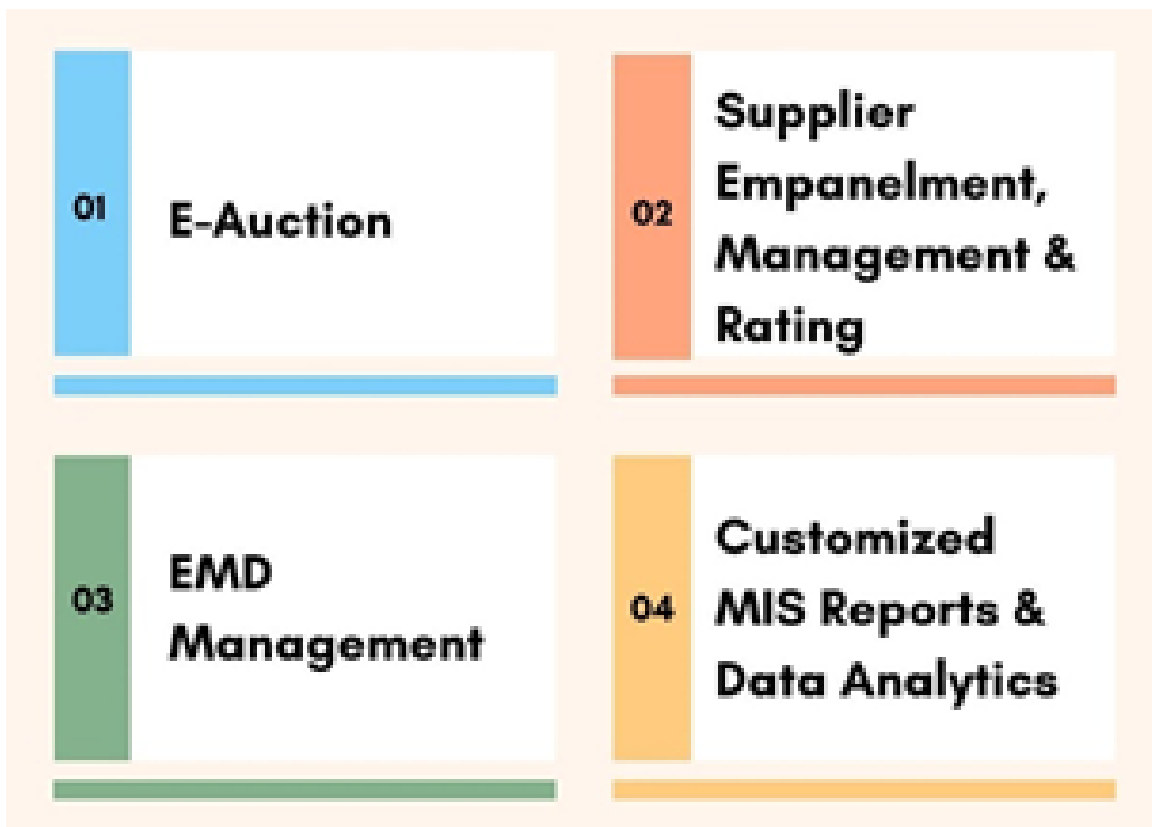 01
E-Auction
02
Supplier
Empanelment,
Management &
Rating
03
EMD
Management
04
Customized
MIS Reports &
Data Analytics